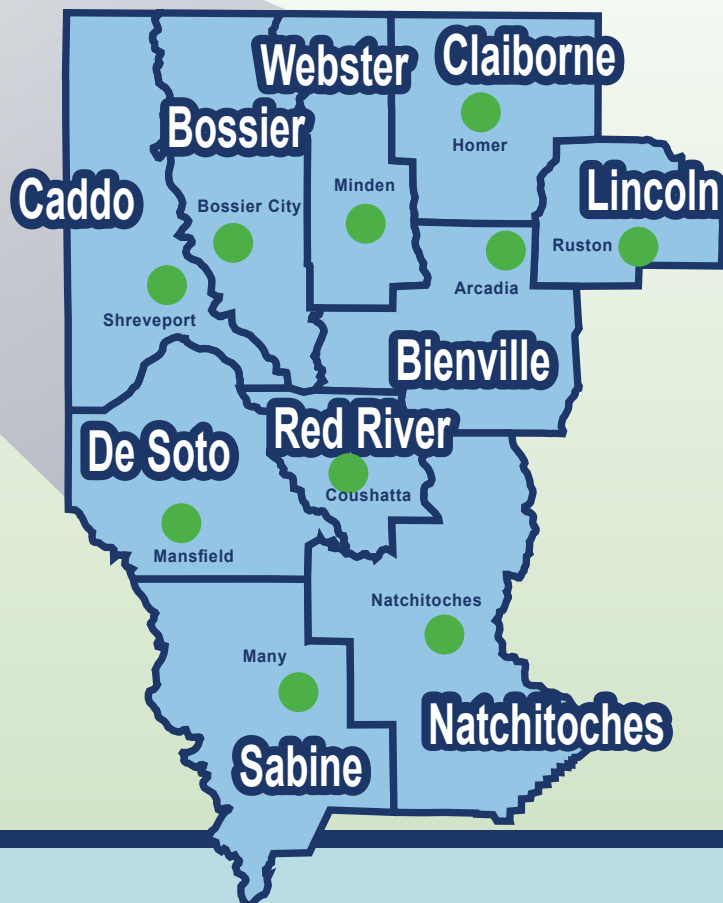 Webster
Claiborne
Bossier
Homer
Caddo
Minden
Lincoln
Bossier City
Ruston
Arcadia
Shreveport
Bienville
Red River
De Soto
Coushatta
Mansfield
Natchitoches
Many
Natchitoches
Sabine